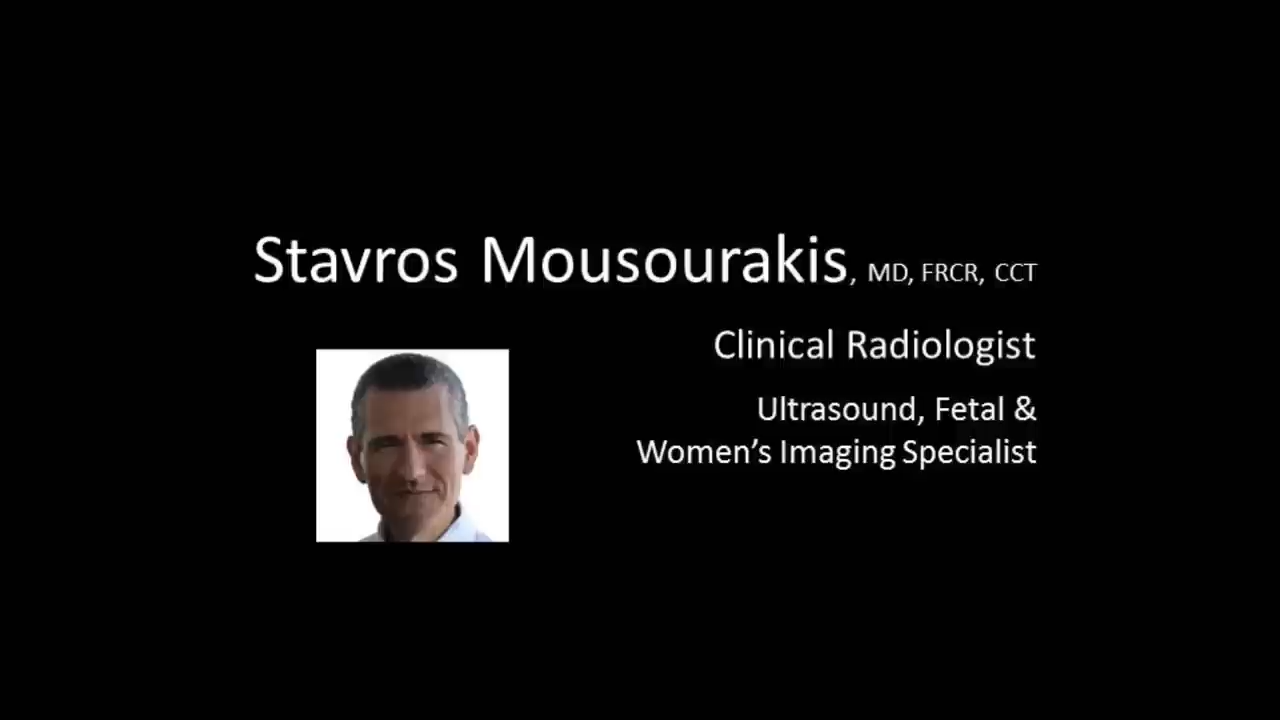 Stavros Mousourakis, MD, FRCR, CCT
Clinical Radiologist
Ultrasound, Fetal &
Women’s Imaging Specialist